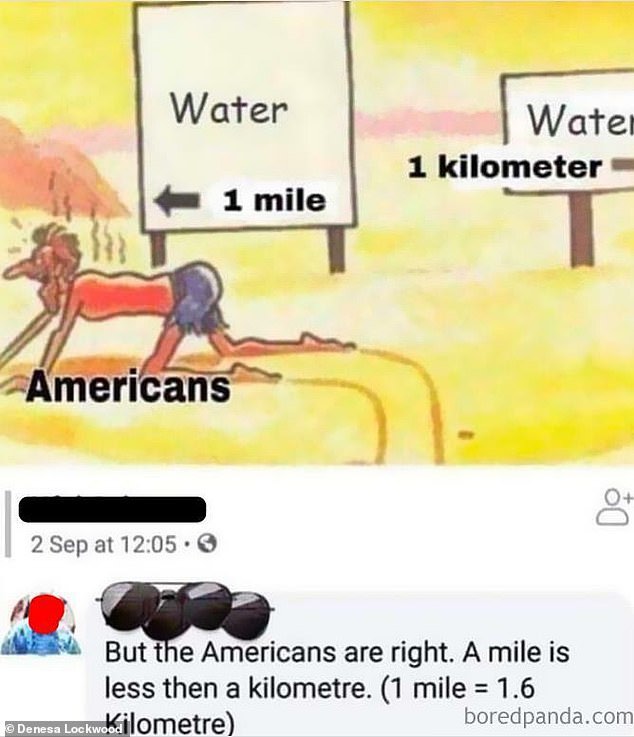 Water
← 1 mile
Water
1 kilometer
Americans
2 Sep at 12:05 •
But the Americans are right. A mile is
less then a kilometre. (1 mile = 1.6
Kilometre)
boredpanda.com
© Denesa Lockwood